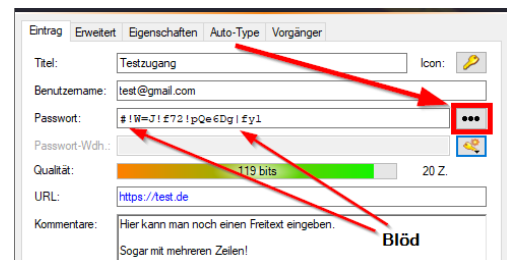 Eintrag Erweitert Eigenschaften Auto-Type Vorgänger
Titel: Testzugang Icon:
Benutzername: test@gmail.com
Passwort: #!W=J!f72!pQe6Dg|fyl
Passwort-Wdh.:
Qualität: 119 bits 20 Z.
URL: https://test.de
Kommentare: Hier kann man noch einen Freitext eingeben.
Blöd
Sogar mit mehreren Zeilen!